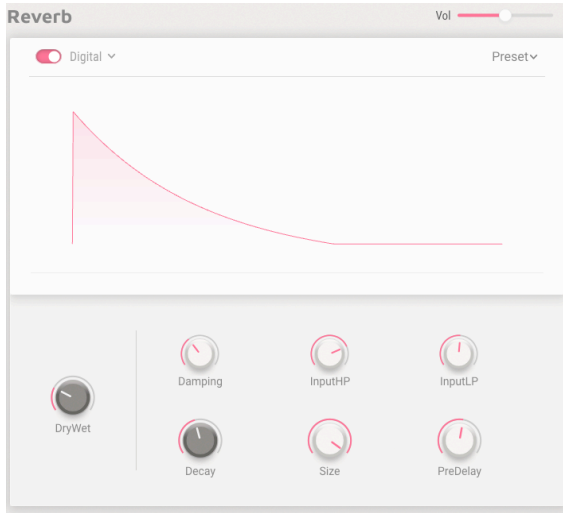 Reverb
Vol
Digital
Preset
Damping
InputHP
InputLP
DryWet
Decay
Size
PreDelay